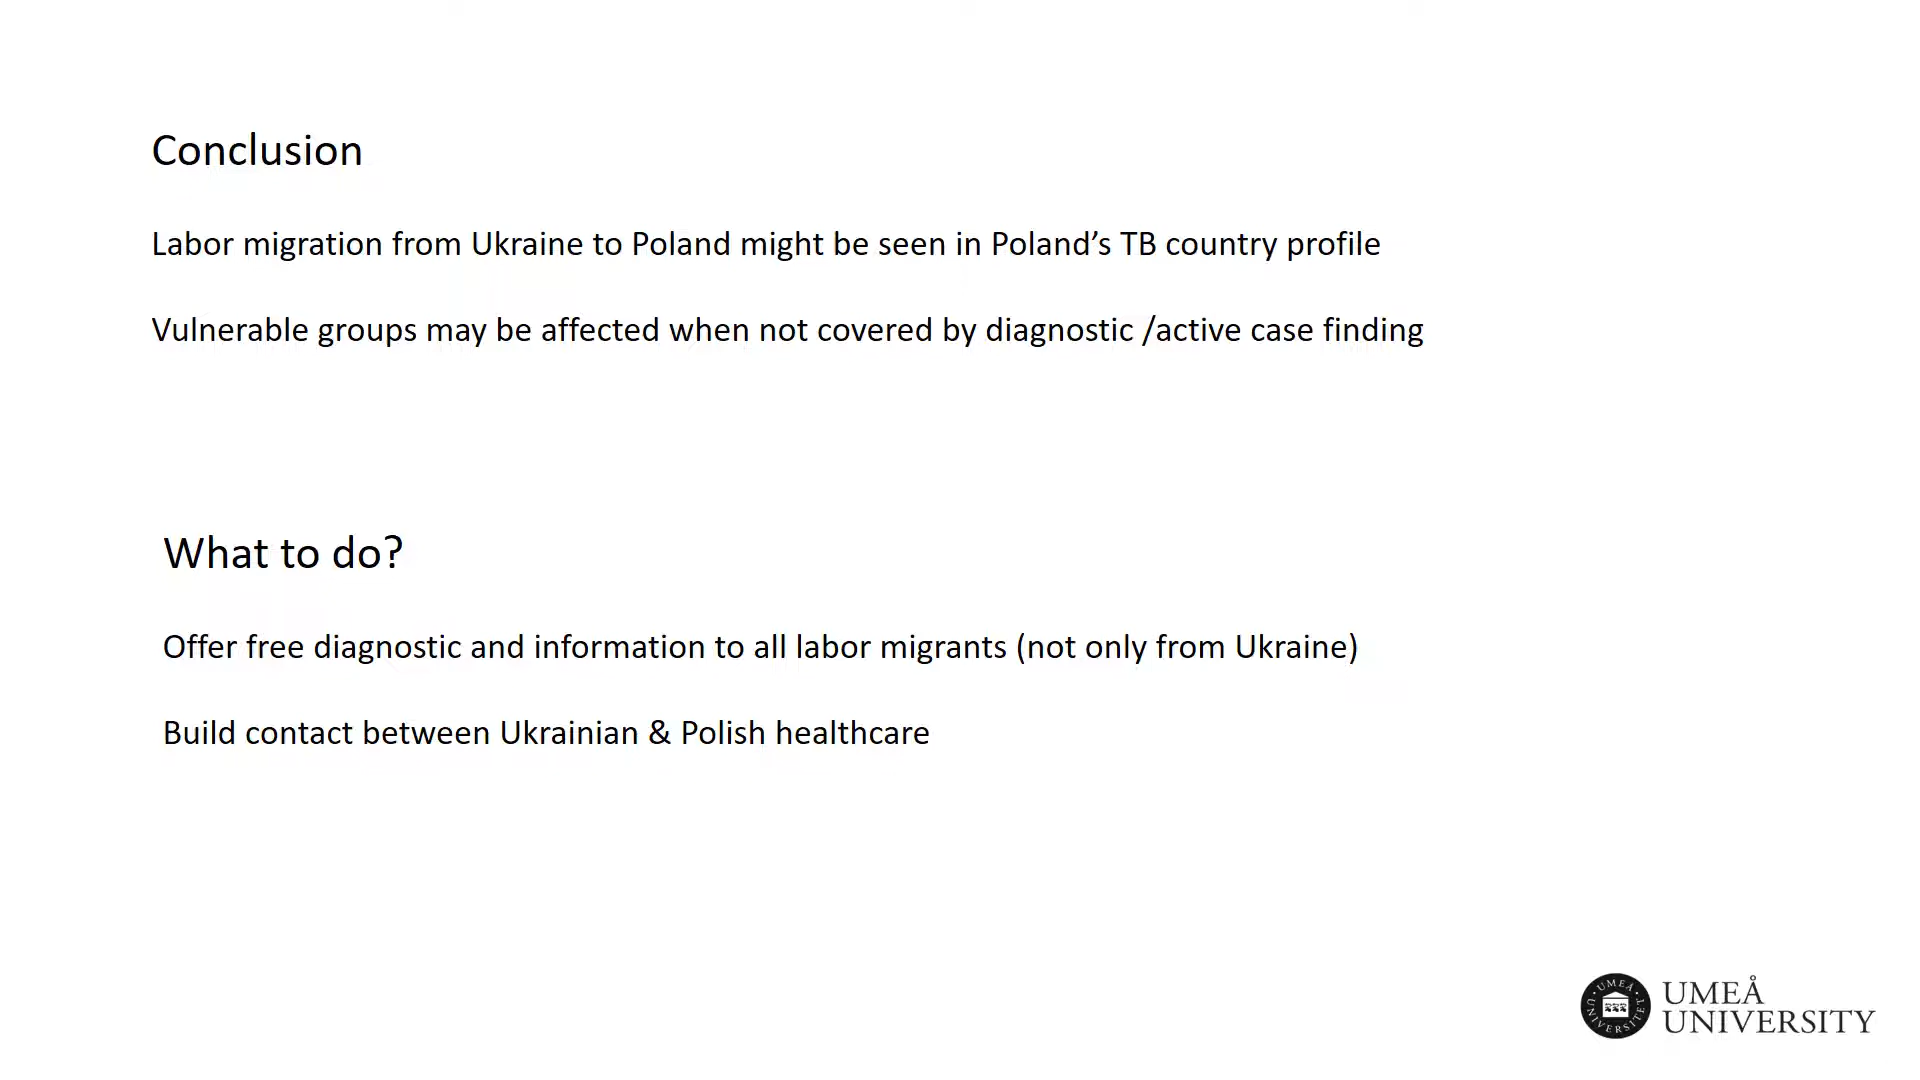 Conclusion
Labor migration from Ukraine to Poland might be seen in Poland’s TB country profile
Vulnerable groups may be affected when not covered by diagnostic /active case finding
What to do?
Offer free diagnostic and information to all labor migrants (not only from Ukraine)
Build contact between Ukrainian & Polish healthcare
UMEÅ
UNIVERSITET
UMEÅ
UNIVERSITY